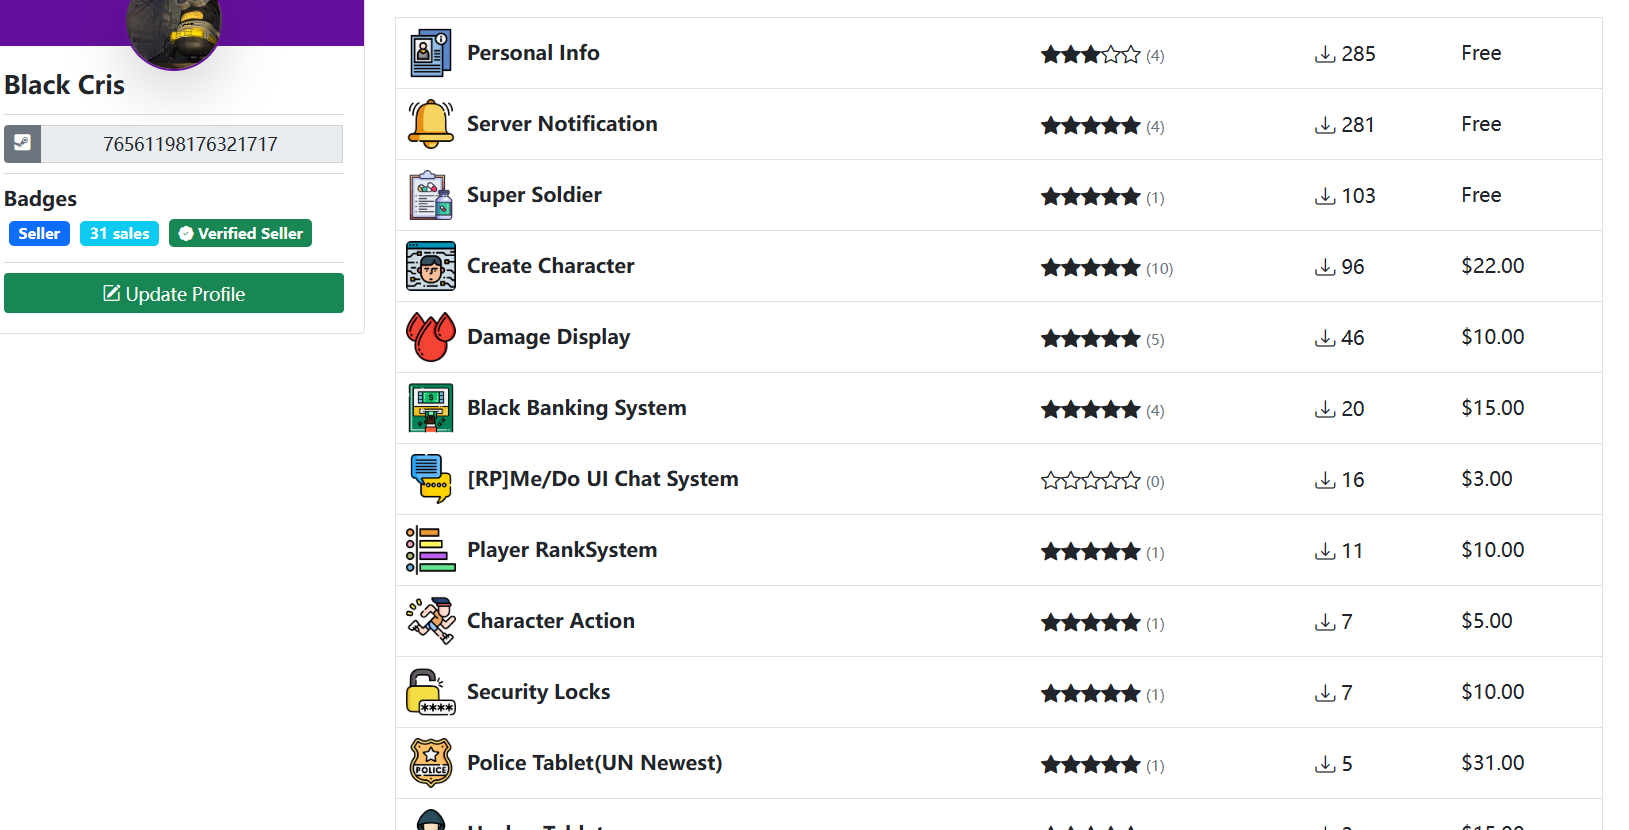 Black Cris
76561198176321717
Badges
Seller 31 sales Verified Seller
Update Profile
Personal Info (4) 285 Free
Server Notification (4) 281 Free
Super Soldier (1) 103 Free
Create Character (10) 96 $22.00
Damage Display (5) 46 $10.00
Black Banking System (4) 20 $15.00
[RP]Me/Do UI Chat System (0) 16 $3.00
Player RankSystem (1) 11 $10.00
Character Action (1) 7 $5.00
**** Security Locks (1) 7 $10.00
POLICE Police Tablet(UN Newest) (1) 5 $31.00